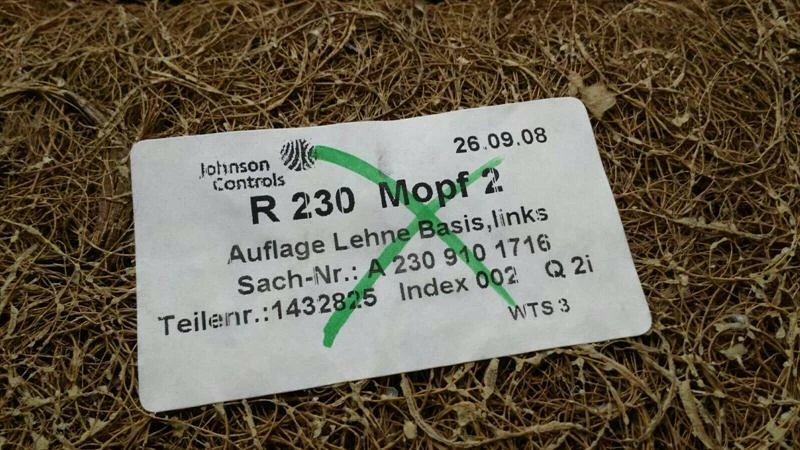 Johnson Controls
26.09.08
R 230 Mopf 2
Auflage Lehne Basis,links
Sach-Nr.: A 230 910 1716
Teilenr.:1432825 Index 002 Q 2i
WTS 3